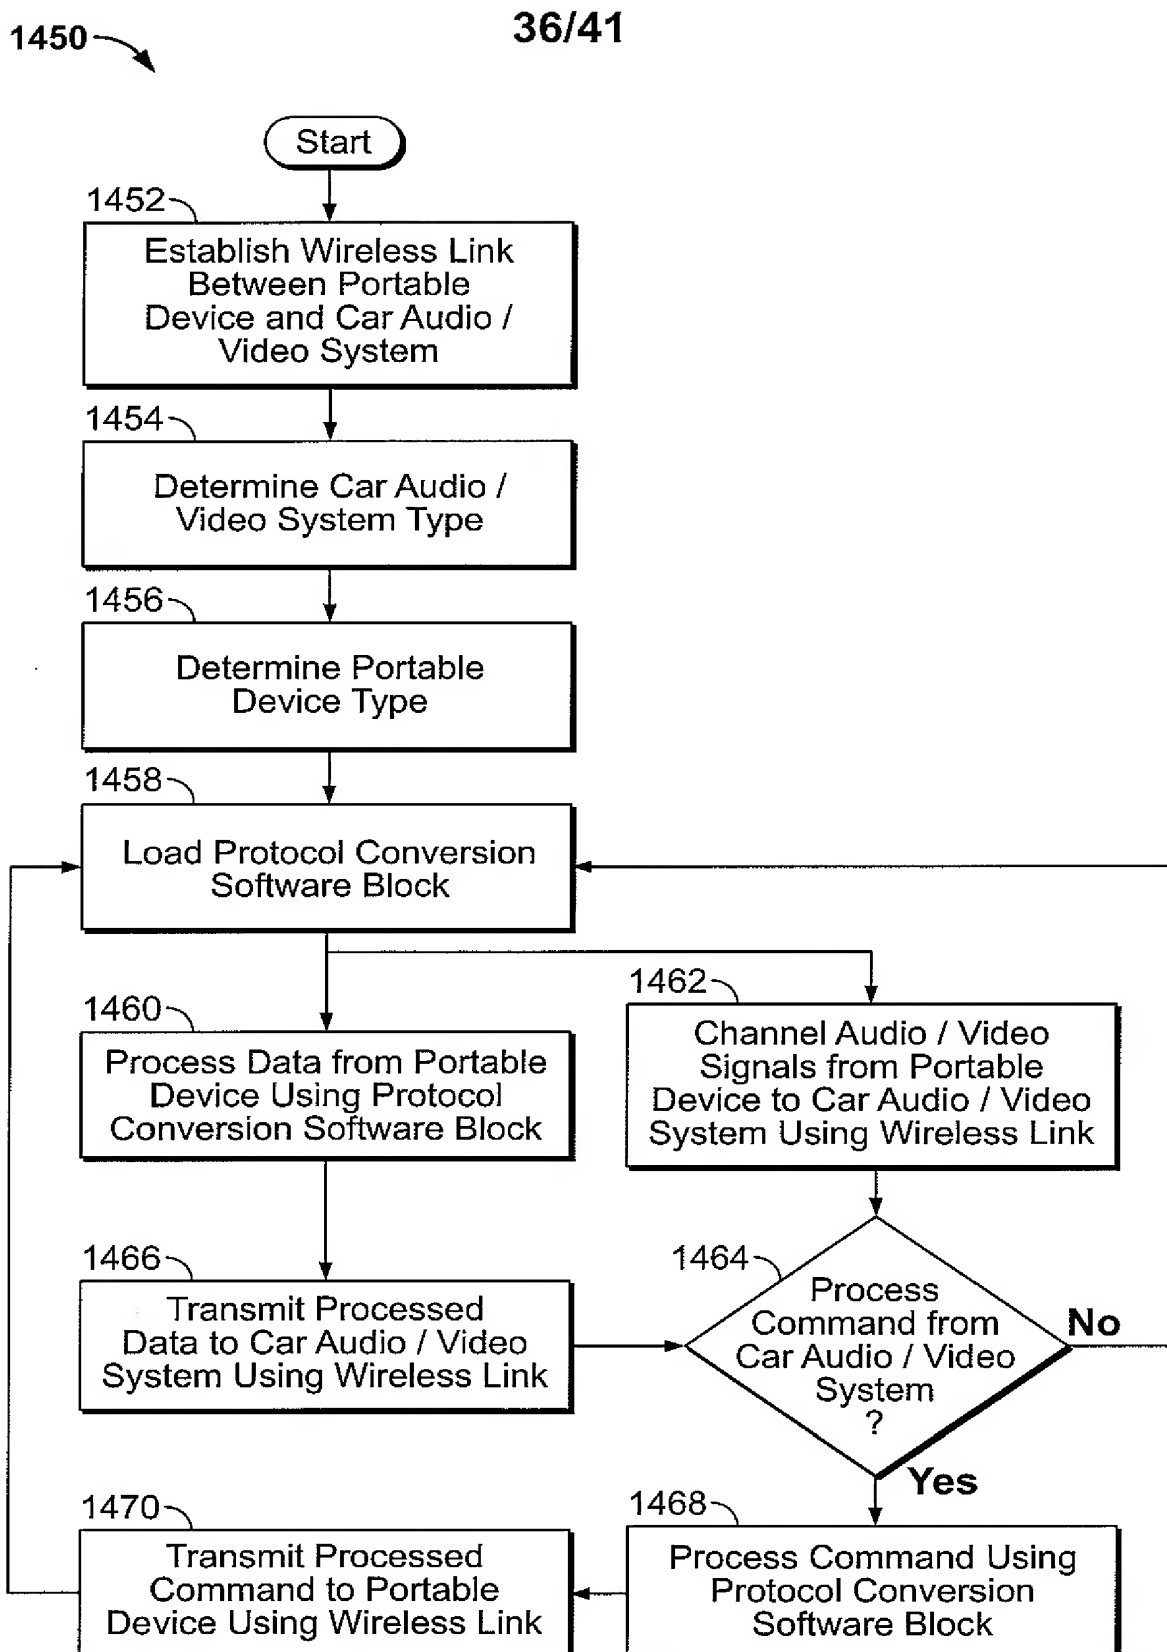 36/41
1450
Start
1452
Establish Wireless Link
Between Portable
Device and Car Audio /
Video System
1454
Determine Car Audio /
Video System Type
1456
Determine Portable
Device Type
1458
Load Protocol Conversion
Software Block
1460
Process Data from Portable
Device Using Protocol
Conversion Software Block
1462
Channel Audio / Video
Signals from Portable
Device to Car Audio / Video
System Using Wireless Link
1466
Transmit Processed
Data to Car Audio / Video
System Using Wireless Link
1464
Process
Command from
Car Audio / Video
System
?
No
Yes
1470
Transmit Processed
Command to Portable
Device Using Wireless Link
1468
Process Command Using
Protocol Conversion
Software Block